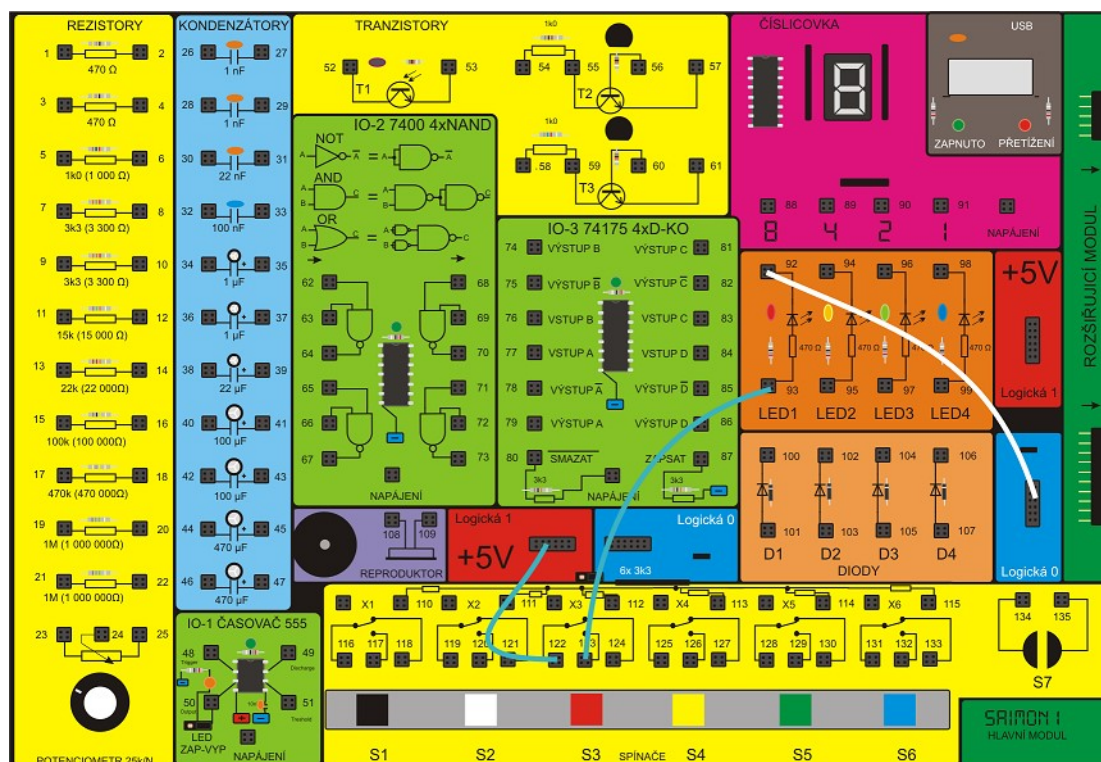 REZISTORY
1
2
470 Ω
3
4
470 Ω
5
6
1k0 (1 000 Ω)
7
8
3k3 (3 300 Ω)
9
10
3k3 (3 300 Ω)
11
12
15k (15 000Ω)
13
14
22k (22 000Ω)
15
16
100k (100 000Ω)
17
18
470k (470 000Ω)
19
20
1M (1 000 000Ω)
21
22
1M (1 000 000Ω)
23
24
25
KONDENZÁTORY
26
27
1 nF
28
29
1 nF
30
31
22 nF
32
33
100 nF
34
35
1 µF
36
37
1 µF
38
39
22 µF
40
41
100 µF
42
43
100 µF
44
45
470 µF
46
47
470 µF
IO-1 ČASOVAČ 555
48
49
Trigger
Discharge
50
51
Output
LED
ZAP-VYP
NAPÁJENÍ
TRANZISTORY
52
53
T1
1k0
54
55
56
57
T2
1k0
58
59
60
61
T3
IO-2 7400 4xNAND
NOT
A
A
=
A
A
AND
A
B
C
=
A
B
C
OR
A
B
C
=
A
B
C
62
68
63
69
64
70
65
71
66
72
67
73
NAPÁJENÍ
IO-3 74175 4xD-KO
74
VÝSTUP B
VÝSTUP C
81
75
VÝSTUP B
VÝSTUP C
82
76
VSTUP B
VSTUP C
83
77
VSTUP A
VSTUP D
84
78
VÝSTUP A
VÝSTUP D
85
79
VÝSTUP A
VÝSTUP D
86
80
SMAZAT
ZAPSAT
87
3k3
3k3
NAPÁJENÍ
ČÍSLICOVKA
88
89
90
91
8
4
2
1
NAPÁJENÍ
USB
ZAPNUTO
PŘETÍŽENÍ
92
94
96
98
470 Ω
470 Ω
470 Ω
470 Ω
93
95
97
99
LED1
LED2
LED3
LED4
+5V
Logická 1
100
102
104
106
101
103
105
107
D1
D2
D3
D4
DIODY
Logická 0
ROZŠIŘUJICÍ MODUL
108
109
REPRODUKTOR
Logická 1
+5V
Logická 0
6x 3k3
X1
110
X2
111
X3
112
X4
113
X5
114
X6
115
116
117
118
119
120
121
122
123
124
125
126
127
128
129
130
131
132
133
134
135
S7
S1
S2
S3
SPÍNAČE
S4
S5
S6
SAIMON 1
HLAVNÍ MODUL